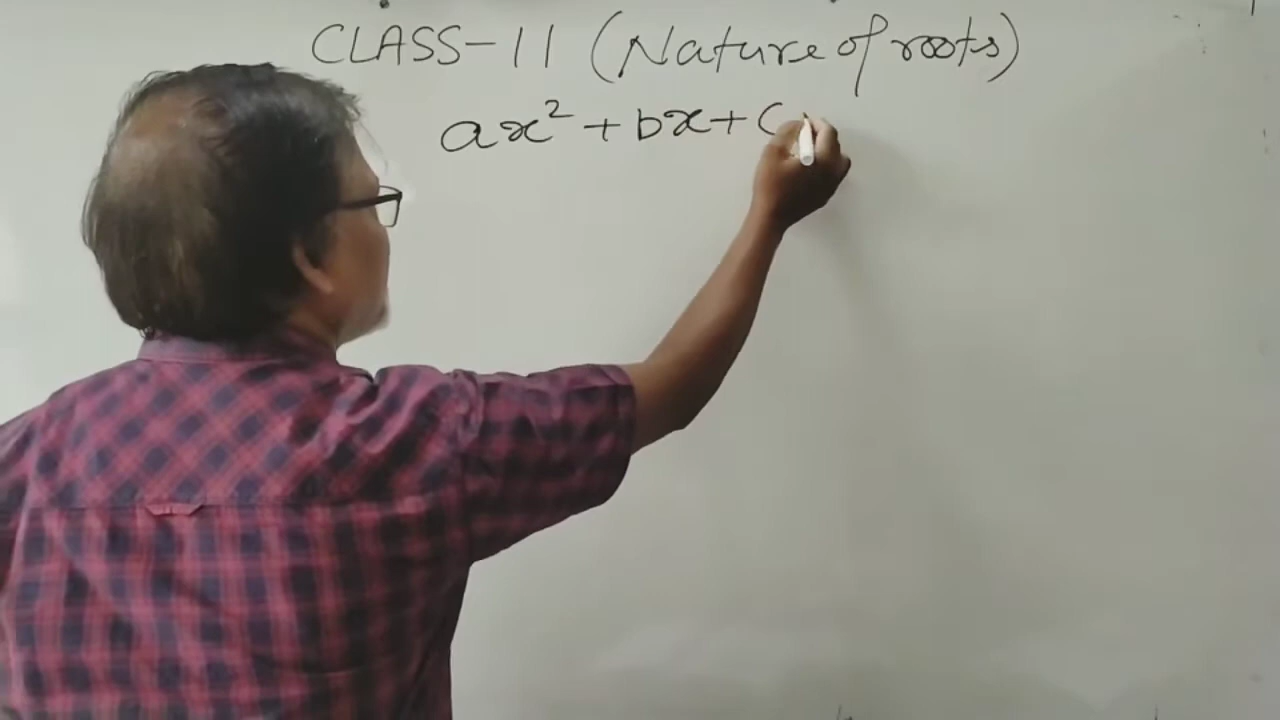 CLASS-11 (Nature of roots)
ax² + bx + c